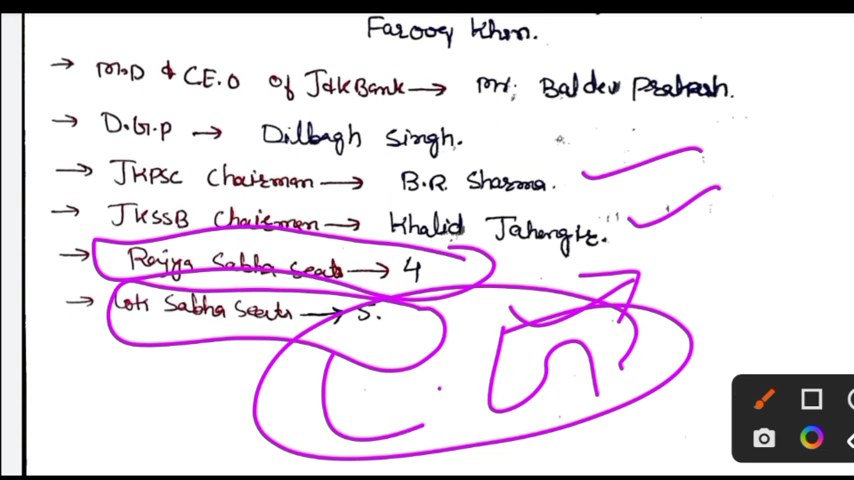 Farooq Khan.
→ M.D & C.E.O of J&K Bank → Mr. Baldev Prakash.
→ D.G.P → Dilbagh Singh.
→ JKPSC Chairman → B.R. Sharma.
→ JKSSB Chairman → Khalid Jahengir.
→ Rajya Sabha Seats → 4
→ Lok Sabha Seats → 5.